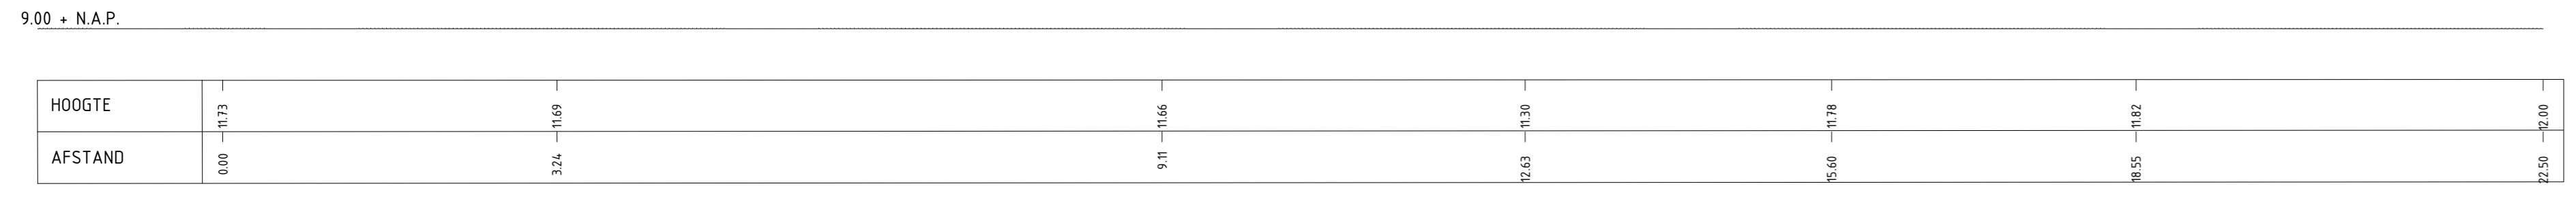 9.00 + N.A.P.
HOOGTE 11.73 11.69 11.66 11.30 11.78 11.82 12.00
AFSTAND 0.00 3.24 9.11 12.63 15.60 18.55 22.50